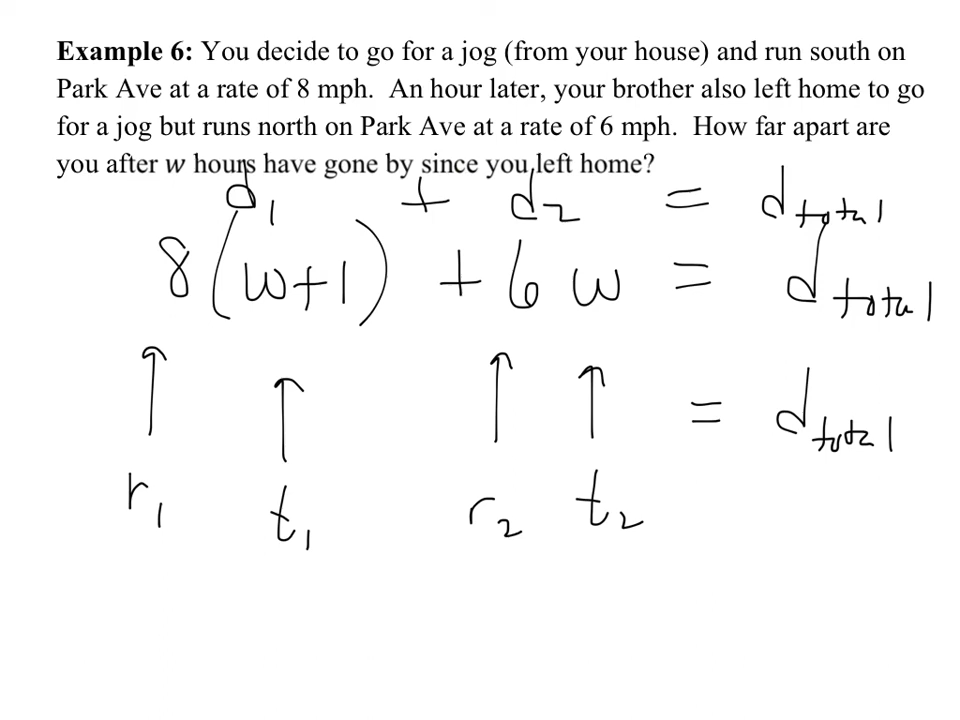 Example 6: You decide to go for a jog (from your house) and run south on
Park Ave at a rate of 8 mph. An hour later, your brother also left home to go
for a jog but runs north on Park Ave at a rate of 6 mph. How far apart are
you after w hours have gone by since you left home?
d₁ + d₂ = d total
8(w+1) + 6w = d total
= d total
r₁ t₁ r₂ t₂